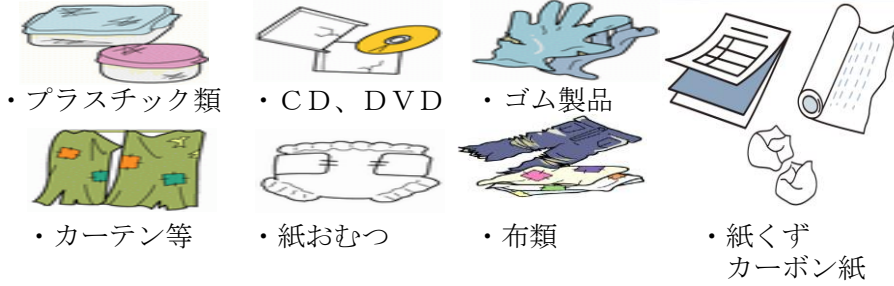 ・プラスチック類
・ＣＤ、ＤＶＤ
・ゴム製品
・カーテン等
・紙おむつ
・布類
・紙くず
カーボン紙